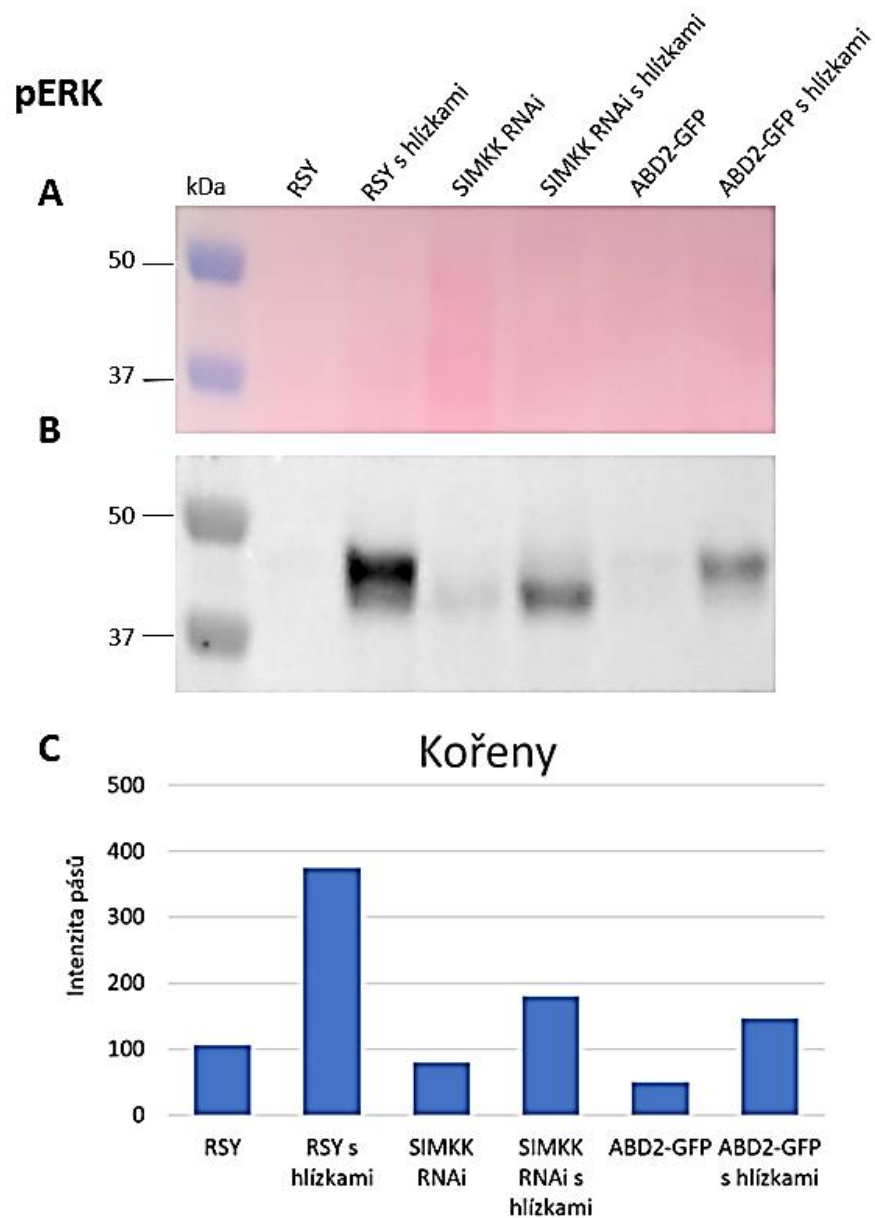 pERK
A
kDa
RSY
RSY s hlízkami
SIMKK RNAi
SIMKK RNAi s hlízkami
ABD2-GFP
ABD2-GFP s hlízkami
50
37
B
50
37
C
Kořeny
Intenzita pásů
500
400
300
200
100
0
RSY
RSY s
hlízkami
SIMKK
RNAi
SIMKK
RNAi s
hlízkami
ABD2-GFP
ABD2-GFP
s hlízkami